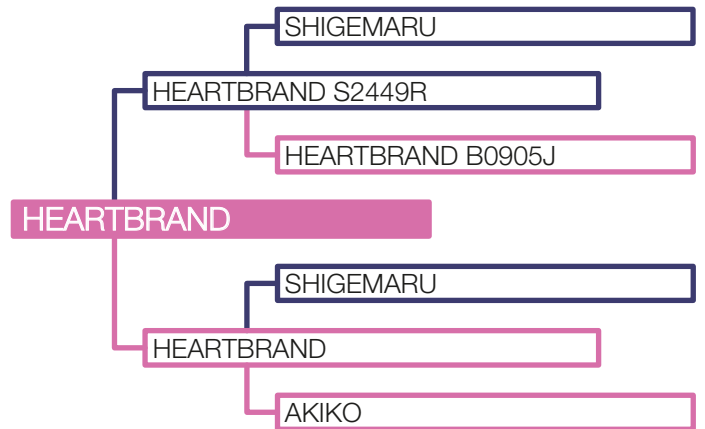 SHIGEMARU
HEARTBRAND S2449R
HEARTBRAND B0905J
HEARTBRAND
SHIGEMARU
HEARTBRAND
AKIKO